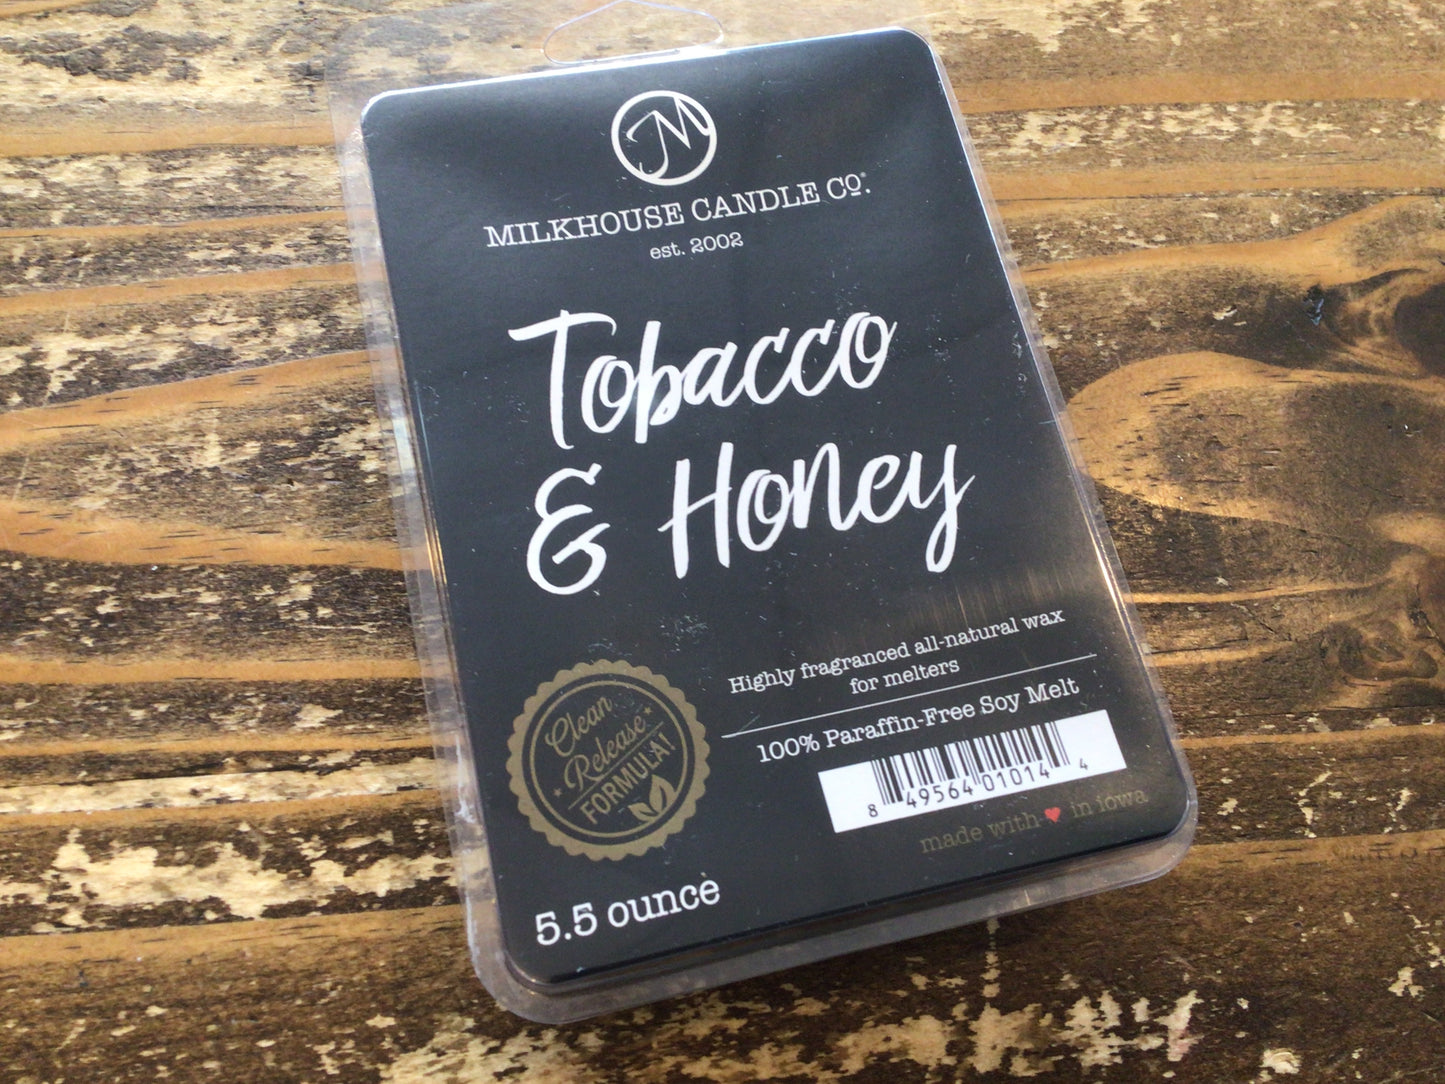 JM
MILKHOUSE CANDLE Co®.
est. 2002
Tobacco
& Honey
Highly fragranced all-natural wax
for melters
100% Paraffin-Free Soy Melt
8 49564 01014 4
made with ♥ in iowa
Clean
Release
FORMULA!
5.5 ounce